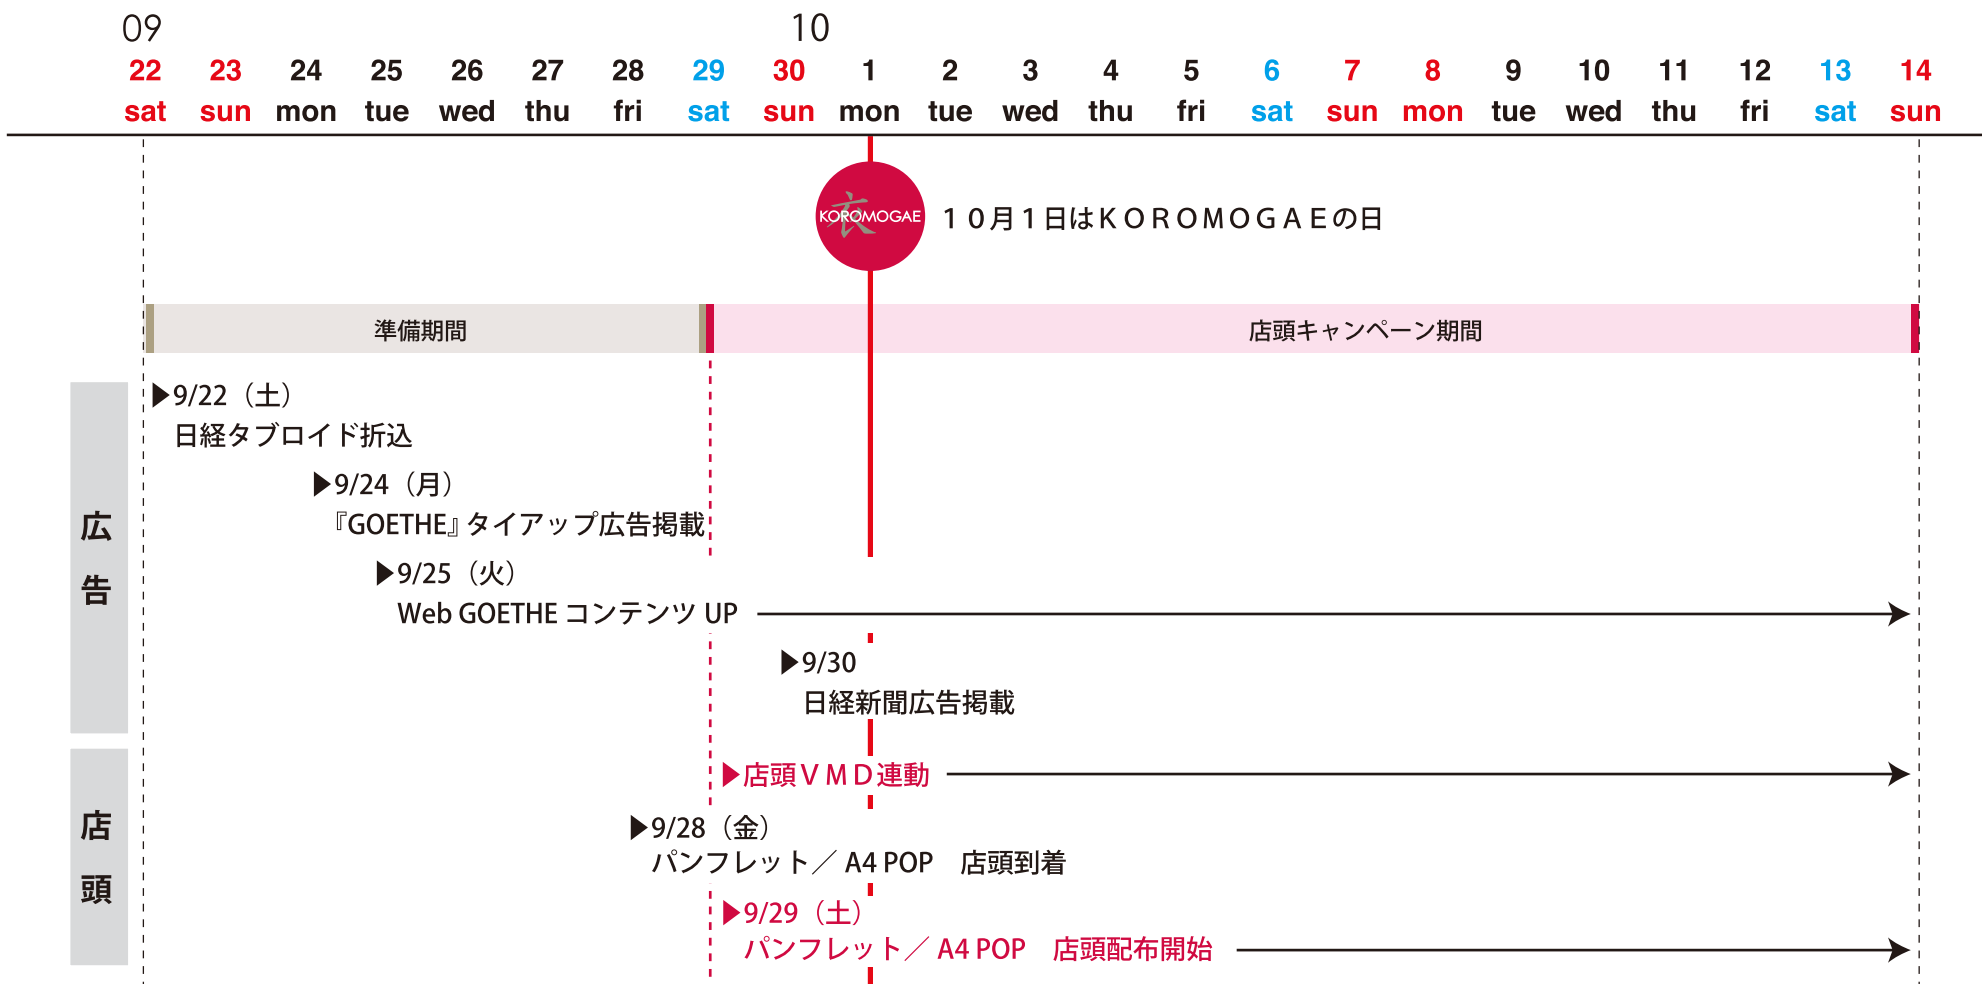 09 10
22 23 24 25 26 27 28 29 30 1 2 3 4 5 6 7 8 9 10 11 12 13 14
sat sun mon tue wed thu fri sat sun mon tue wed thu fri sat sun mon tue wed thu fri sat sun
衣
KOROMOGAE
１０月１日はＫＯＲＯＭＯＧＡＥの日
準備期間 店頭キャンペーン期間
広告
▶9/22（土）
日経タブロイド折込
▶9/24（月）
『GOETHE』タイアップ広告掲載
▶9/25（火）
Web GOETHE コンテンツ UP
▶9/30
日経新聞広告掲載
店頭
▶店頭ＶＭＤ連動
▶9/28（金）
パンフレット／ A4 POP　店頭到着
▶9/29（土）
パンフレット／ A4 POP　店頭配布開始